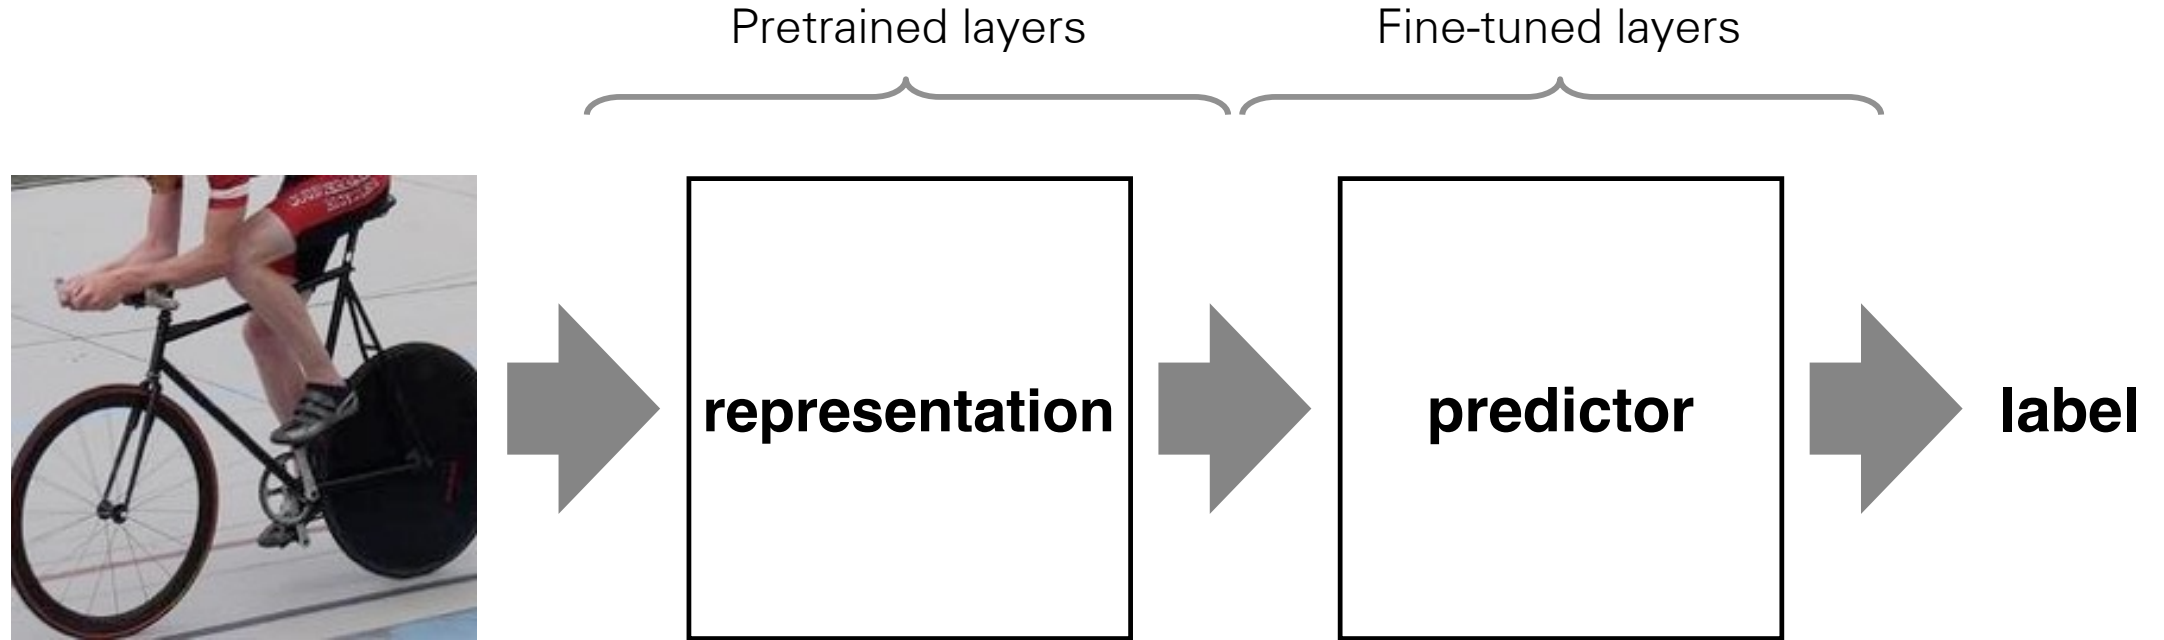 Pretrained layers
Fine-tuned layers
representation
predictor
label